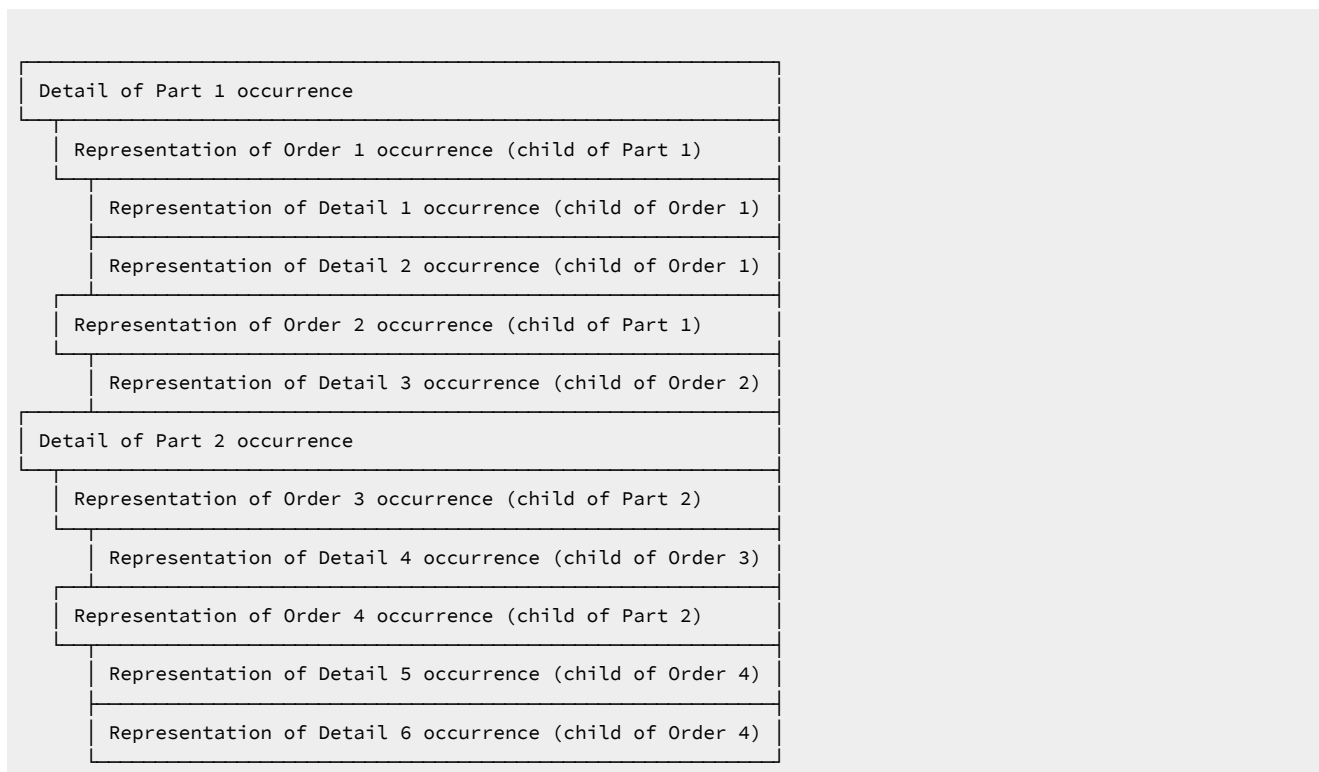 Detail of Part 1 occurrence
Representation of Order 1 occurrence (child of Part 1)
Representation of Detail 1 occurrence (child of Order 1)
Representation of Detail 2 occurrence (child of Order 1)
Representation of Order 2 occurrence (child of Part 1)
Representation of Detail 3 occurrence (child of Order 2)
Detail of Part 2 occurrence
Representation of Order 3 occurrence (child of Part 2)
Representation of Detail 4 occurrence (child of Order 3)
Representation of Order 4 occurrence (child of Part 2)
Representation of Detail 5 occurrence (child of Order 4)
Representation of Detail 6 occurrence (child of Order 4)